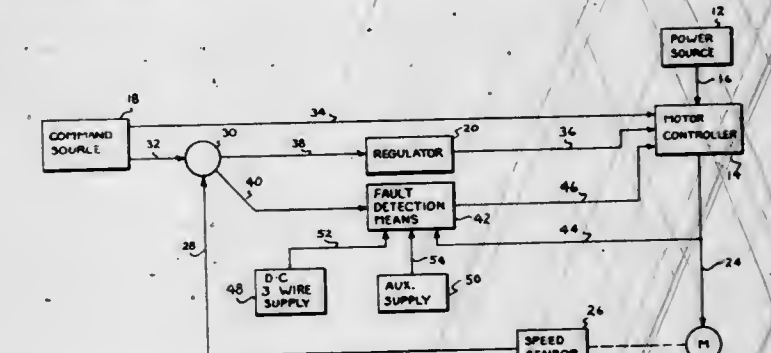 12
POWER
SOURCE
16
18
COMMAND
SOURCE
34
32
30
38
20
REGULATOR
36
MOTOR
CONTROLLER
14
40
FAULT
DETECTION
MEANS
42
46
44
28
52
54
24
48
D.C
3 WIRE
SUPPLY
AUX.
SUPPLY
50
26
SPEED
SENSOR
M